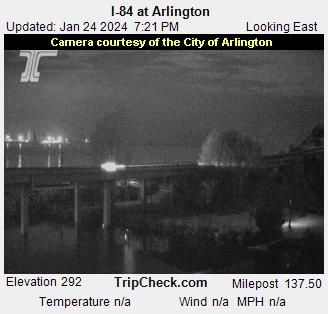 I-84 at Arlington
Updated: Jan 24 2024 7:21 PM Looking East
Camera courtesy of the City of Arlington
Elevation 292 TripCheck.com Milepost 137.50
Temperature n/a Wind n/a MPH n/a